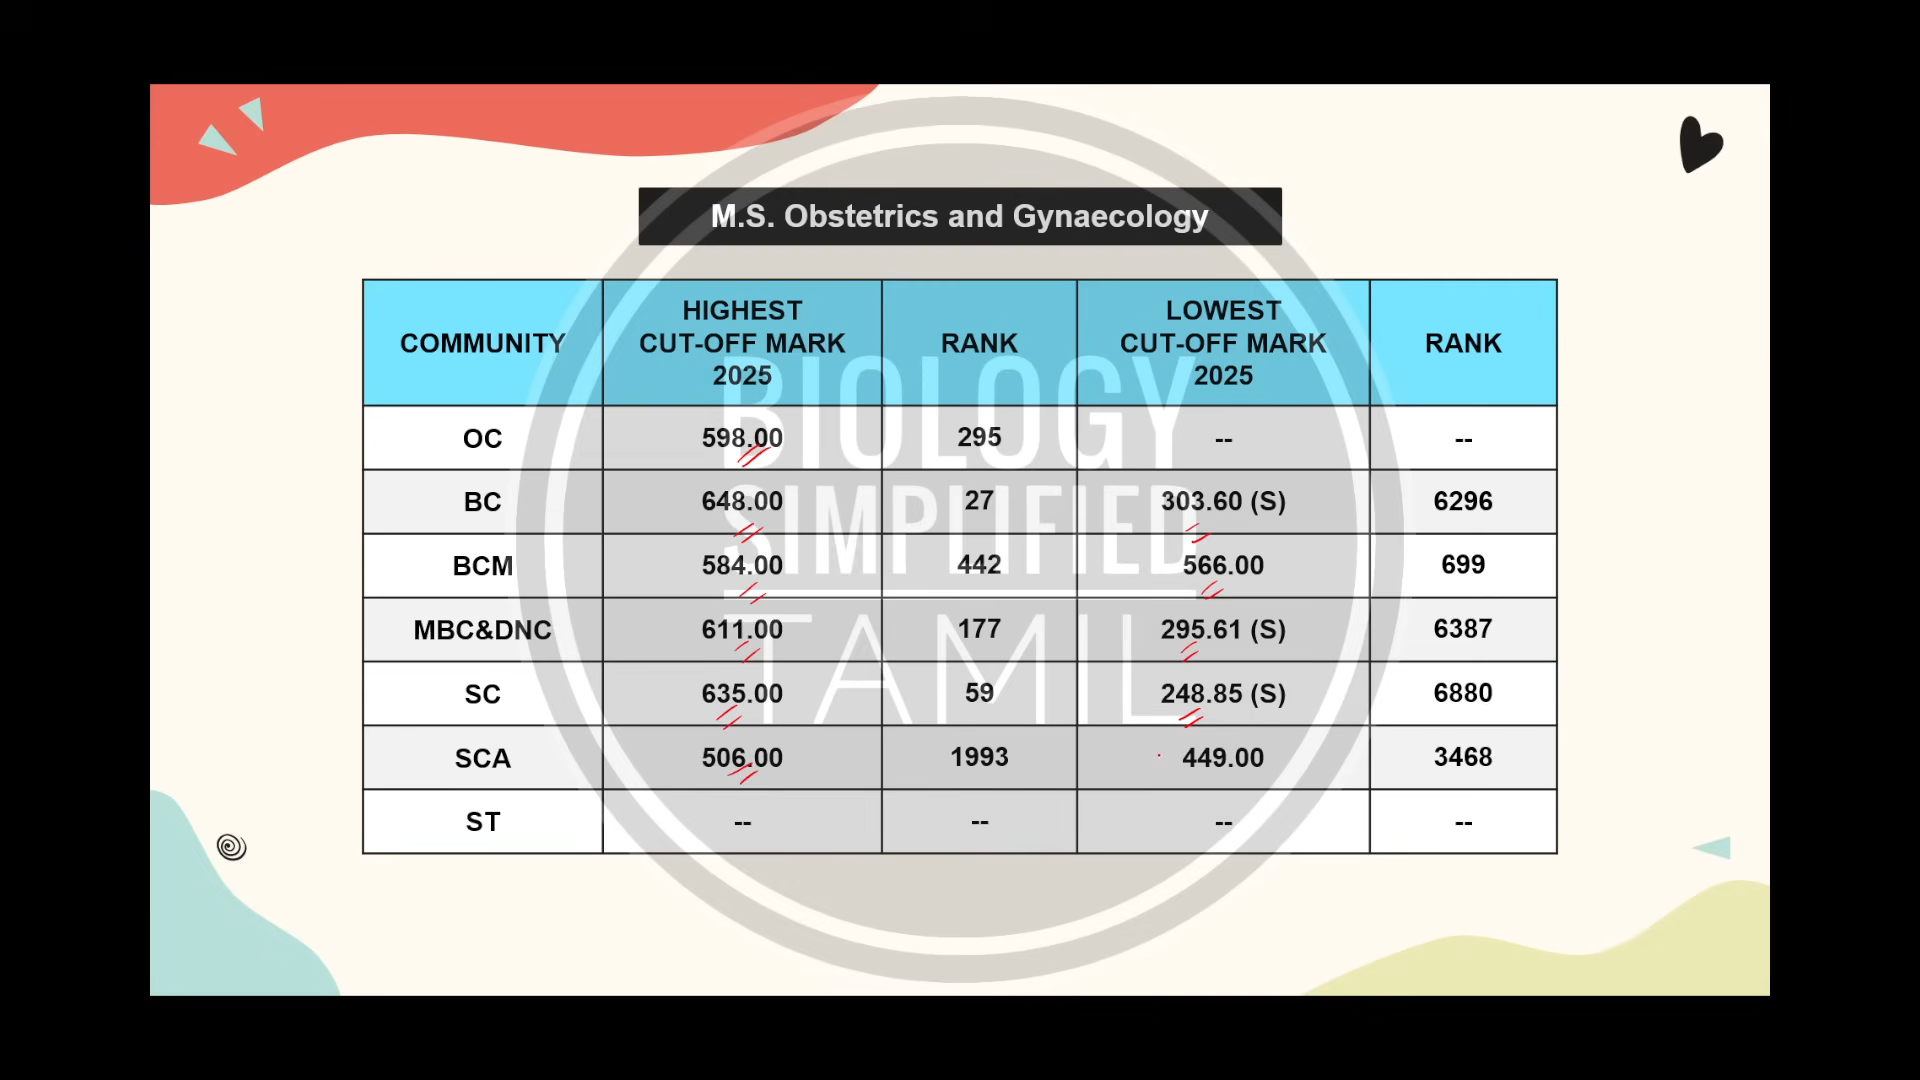 M.S. Obstetrics and Gynaecology
COMMUNITY HIGHEST CUT-OFF MARK 2025 RANK LOWEST CUT-OFF MARK 2025 RANK
OC 598.00 295 -- --
BC 648.00 27 303.60 (S) 6296
BCM 584.00 442 566.00 699
MBC&DNC 611.00 177 295.61 (S) 6387
SC 635.00 59 248.85 (S) 6880
SCA 506.00 1993 449.00 3468
ST -- -- -- --
BIOLOGY
SIMPLIFIED
TAMIL